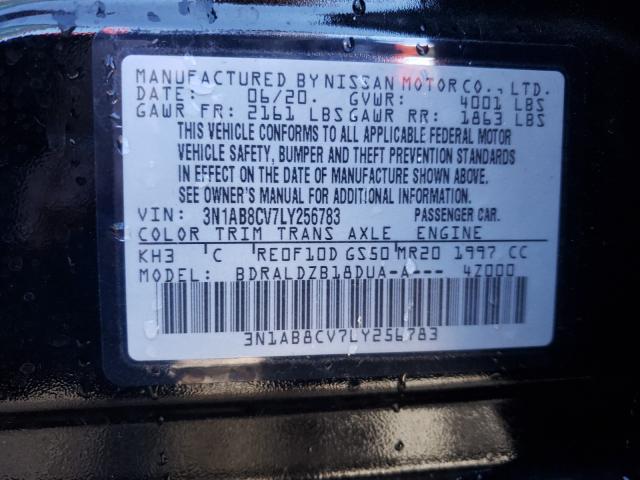 MANUFACTURED BY NISSAN MOTOR CO., LTD.
DATE: 06/20. GVWR: 4001 LBS
GAWR FR: 2161 LBS GAWR RR: 1863 LBS
THIS VEHICLE CONFORMS TO ALL APPLICABLE FEDERAL MOTOR
VEHICLE SAFETY, BUMPER AND THEFT PREVENTION STANDARDS
IN EFFECT ON THE DATE OF MANUFACTURE SHOWN ABOVE.
SEE OWNER'S MANUAL FOR ADDITIONAL INFORMATION.
VIN: 3N1AB8CV7LY256783 PASSENGER CAR.
COLOR TRIM TRANS AXLE ENGINE
KH3 C RE0F10D GS50 MR20 1997 CC
MODEL: BDRALDZB18DUA-A--- 4Z000
3N1AB8CV7LY256783